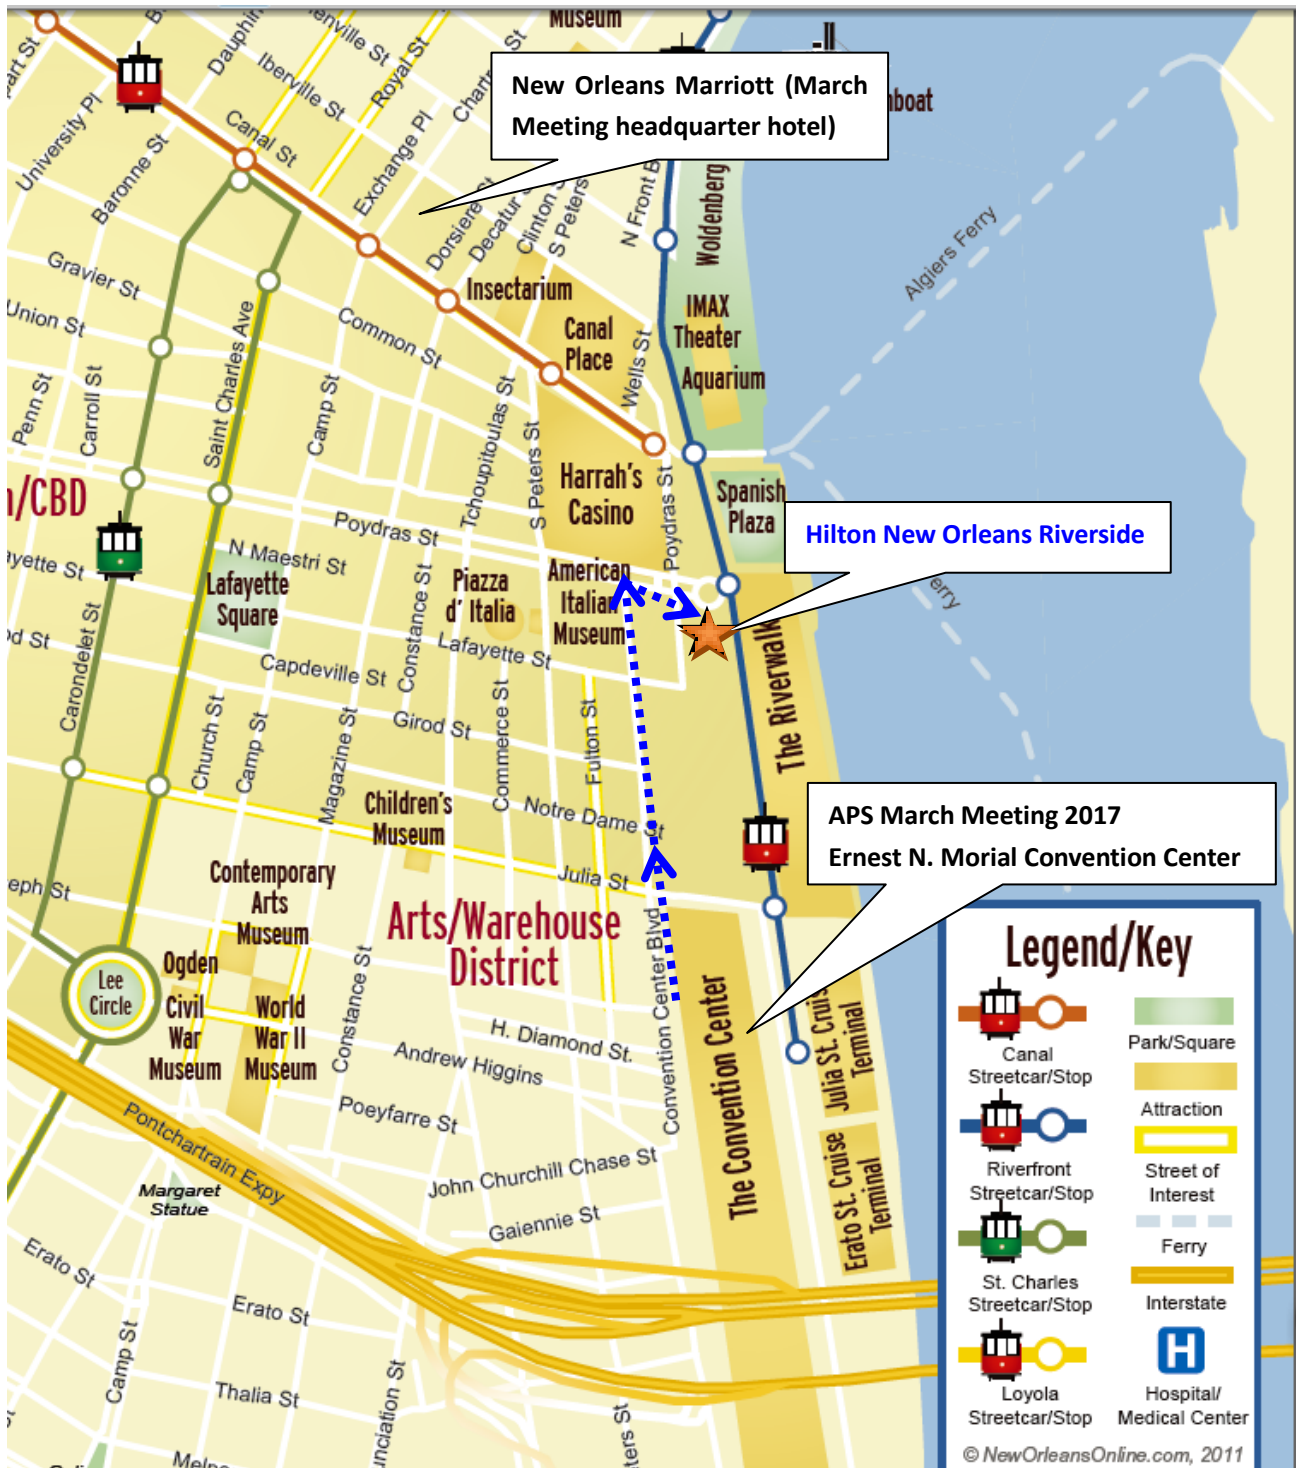 Museum
New Orleans Marriott (March
Meeting headquarter hotel)
Dauphin
Iberville St
Royal St
University Pl
Baronne St
Canal St
Exchange Pl
Dorsiere St
Decatur
Clinton
S Peters
N Front
Woldenberg
Algiers Ferry
Gravier St
Union St
Insectarium
IMAX
Theater
Aquarium
Canal
Place
Common St
Wells St
Penn St
Carroll St
Saint Charles Ave
Camp St
Tchoupitoulas St
S Peters St
Harrah's
Casino
Poydras St
Spanish
Plaza
Hilton New Orleans Riverside
Poydras St
N Maestri St
Lafayette
Square
Constance St
Piazza
d' Italia
American
Italian
Museum
Lafayette St
Capdeville St
Carondelet St
Church St
Camp St
Magazine St
Girod St
Commerce St
Fulton St
The Riverwalk
Notre Dame St
Children's
Museum
Julia St
APS March Meeting 2017
Ernest N. Morial Convention Center
Contemporary
Arts
Museum
Arts/Warehouse
District
Convention Center Blvd
Ogden
Lee
Circle
Civil
War
Museum
World
War II
Museum
Constance St
H. Diamond St.
Andrew Higgins
Poeyfarre St
Convention Center
The Convention Center
Julia St. Cruise
Terminal
Pontchartrain Expy
Margaret
Statue
John Churchill Chase St
Gaiennie St
Erato St. Cruise
Terminal
Erato St
Erato St
Camp St
Thalia St
Legend/Key
Canal
Streetcar/Stop
Park/Square
Attraction
Riverfront
Streetcar/Stop
Street of
Interest
Ferry
St. Charles
Streetcar/Stop
Interstate
Loyola
Streetcar/Stop
H
Hospital/
Medical Center
© NewOrleansOnline.com, 2011